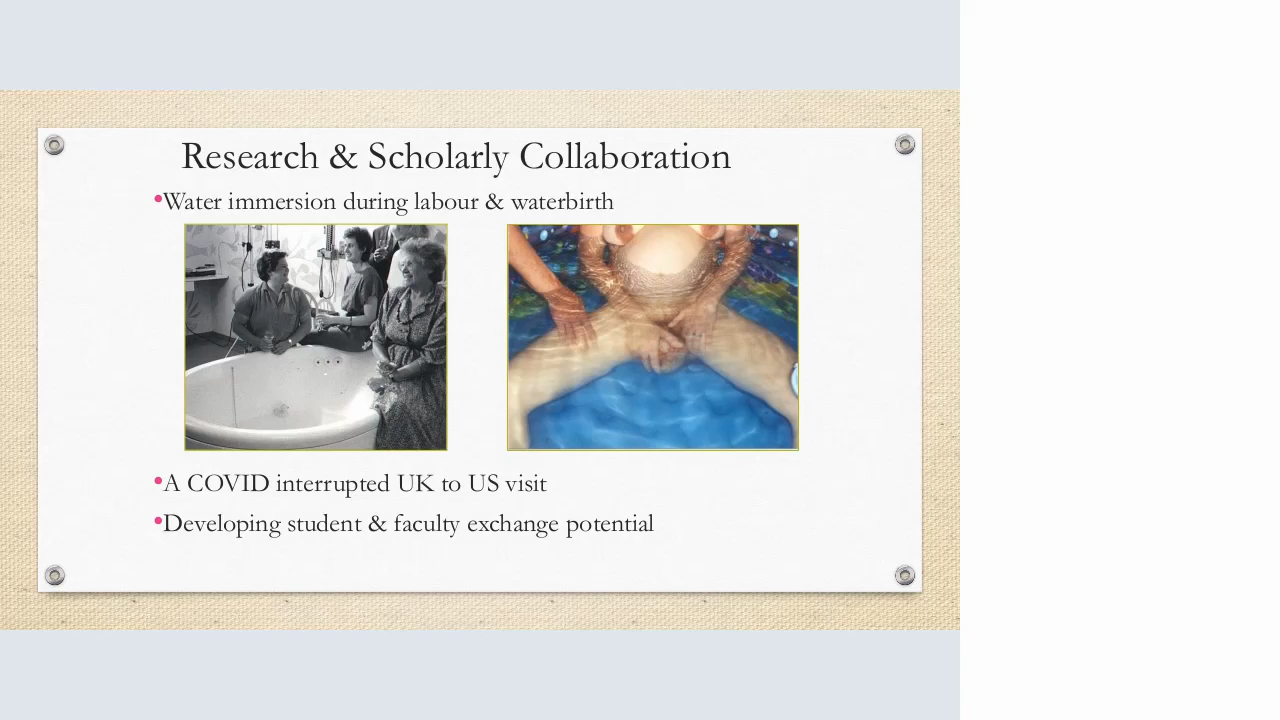 Research & Scholarly Collaboration
•Water immersion during labour & waterbirth
•A COVID interrupted UK to US visit
•Developing student & faculty exchange potential